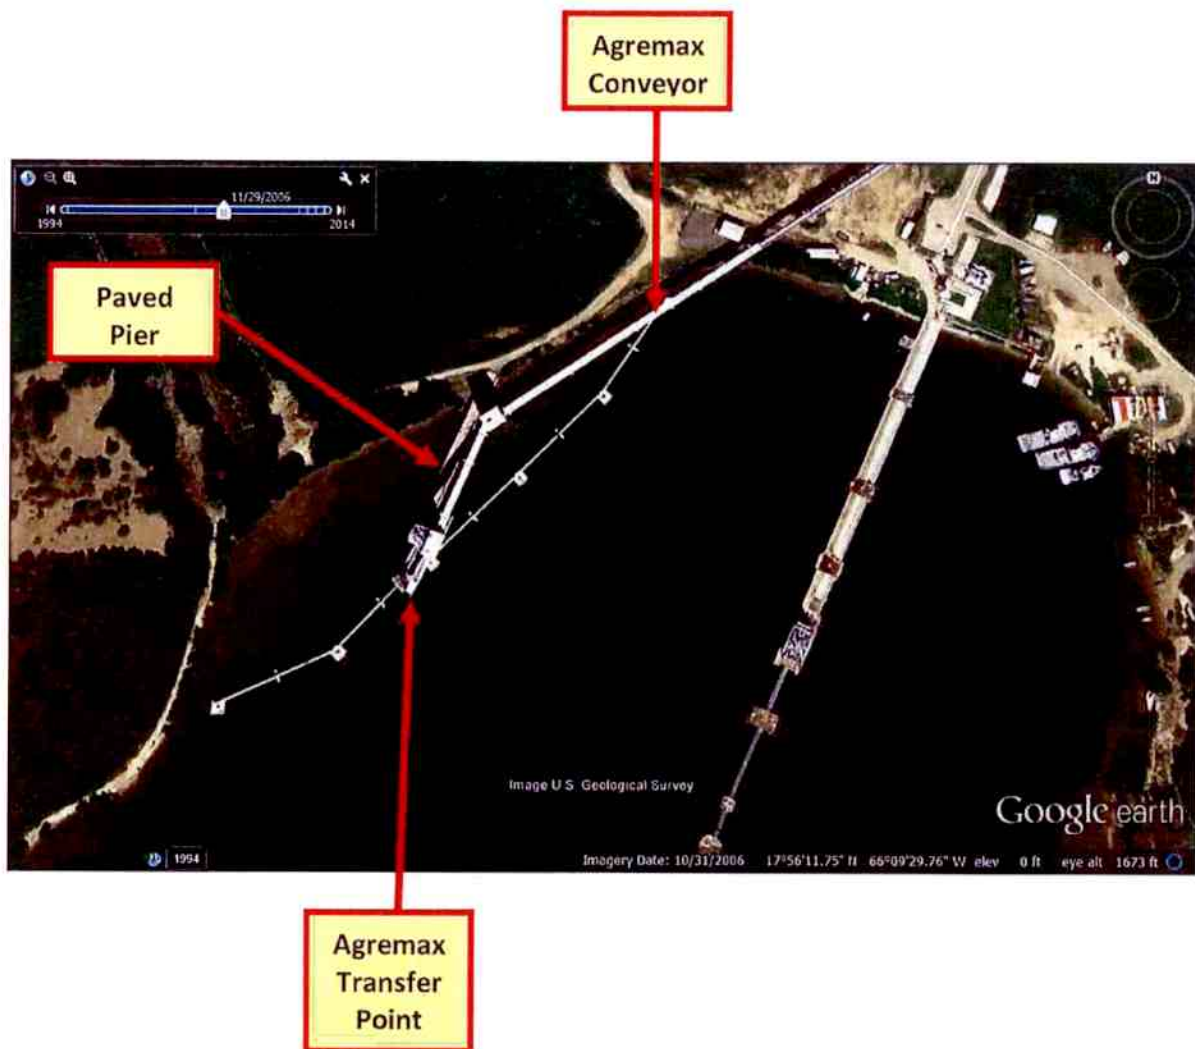 Agremax
Conveyor
11/29/2006
1994
2014
N
Paved
Pier
Image U.S. Geological Survey
Google earth
1994
Imagery Date: 10/31/2006 17°56'11.75" N 66°09'29.76" W elev 0 ft eye alt 1673 ft
Agremax
Transfer
Point